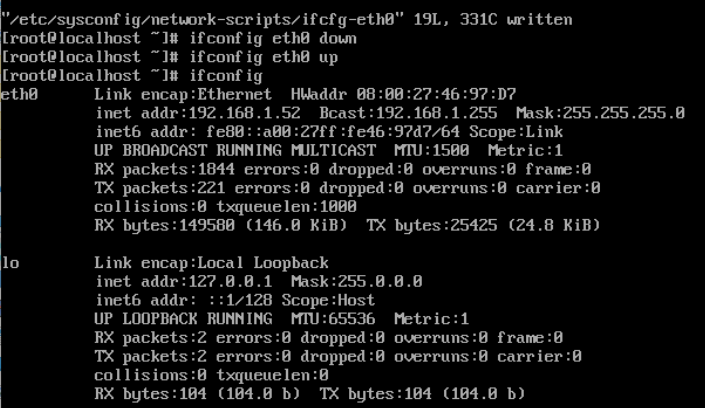 "/etc/sysconfig/network-scripts/ifcfg-eth0" 19L, 331C written
[root@localhost ~]# ifconfig eth0 down
[root@localhost ~]# ifconfig eth0 up
[root@localhost ~]# ifconfig
eth0      Link encap:Ethernet  HWaddr 08:00:27:46:97:D7
          inet addr:192.168.1.52  Bcast:192.168.1.255  Mask:255.255.255.0
          inet6 addr: fe80::a00:27ff:fe46:97d7/64 Scope:Link
          UP BROADCAST RUNNING MULTICAST  MTU:1500  Metric:1
          RX packets:1844 errors:0 dropped:0 overruns:0 frame:0
          TX packets:221 errors:0 dropped:0 overruns:0 carrier:0
          collisions:0 txqueuelen:1000
          RX bytes:149580 (146.0 KiB)  TX bytes:25425 (24.8 KiB)

lo        Link encap:Local Loopback
          inet addr:127.0.0.1  Mask:255.0.0.0
          inet6 addr: ::1/128 Scope:Host
          UP LOOPBACK RUNNING  MTU:65536  Metric:1
          RX packets:2 errors:0 dropped:0 overruns:0 frame:0
          TX packets:2 errors:0 dropped:0 overruns:0 carrier:0
          collisions:0 txqueuelen:0
          RX bytes:104 (104.0 b)  TX bytes:104 (104.0 b)